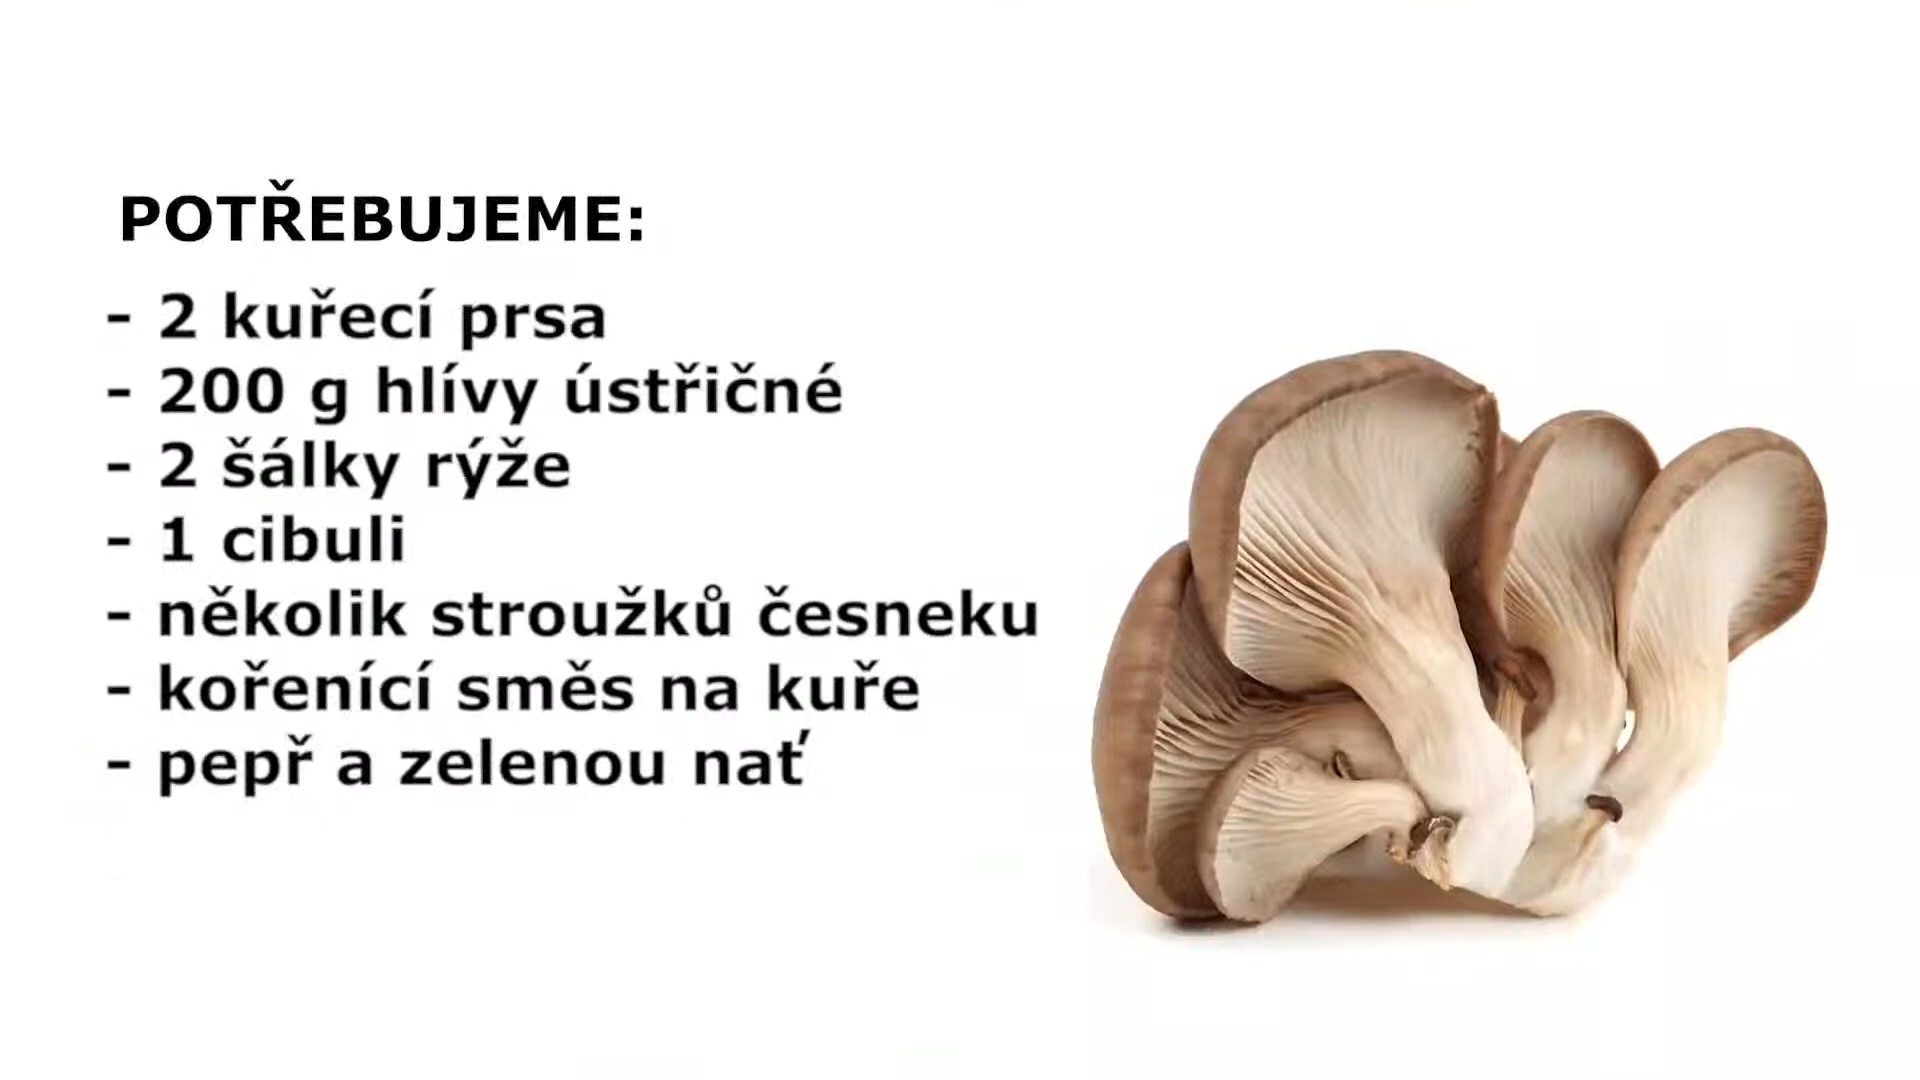 POTŘEBUJEME:
- 2 kuřecí prsa
- 200 g hlívy ústřičné
- 2 šálky rýže
- 1 cibuli
- několik stroužků česneku
- kořenící směs na kuře
- pepř a zelenou nať